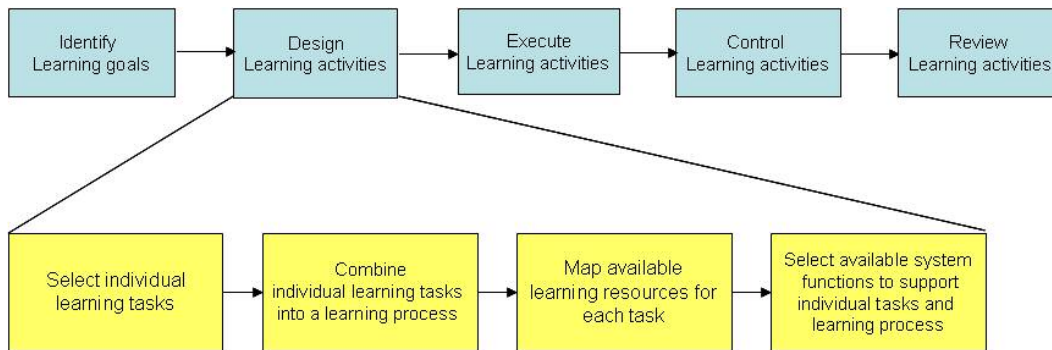 Identify
Learning goals
Design
Learning activities
Execute
Learning activities
Control
Learning activities
Review
Learning activities
Select individual
learning tasks
Combine
individual learning tasks
into a learning process
Map available
learning resources for
each task
Select available system
functions to support
individual tasks and
learning process